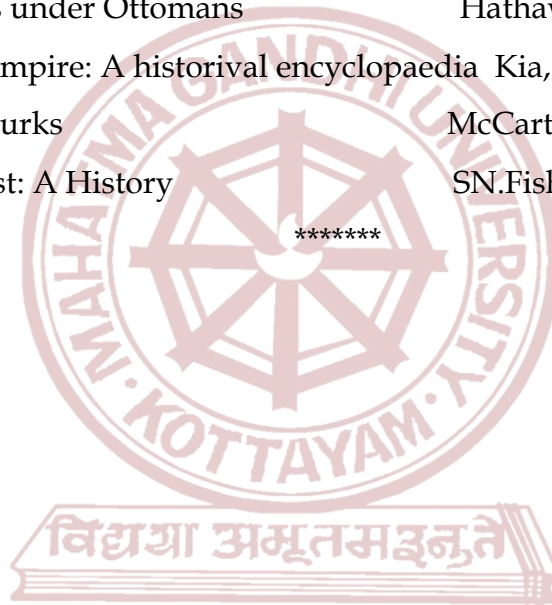 s under Ottomans Hathaw
mpire: A historival encyclopaedia Kia,
urks McCart
st: A History SN.Fish
*******
MAHATMA GANDHI UNIVERSITY
• KOTTAYAM •
विद्यया अमृतमश्नुते